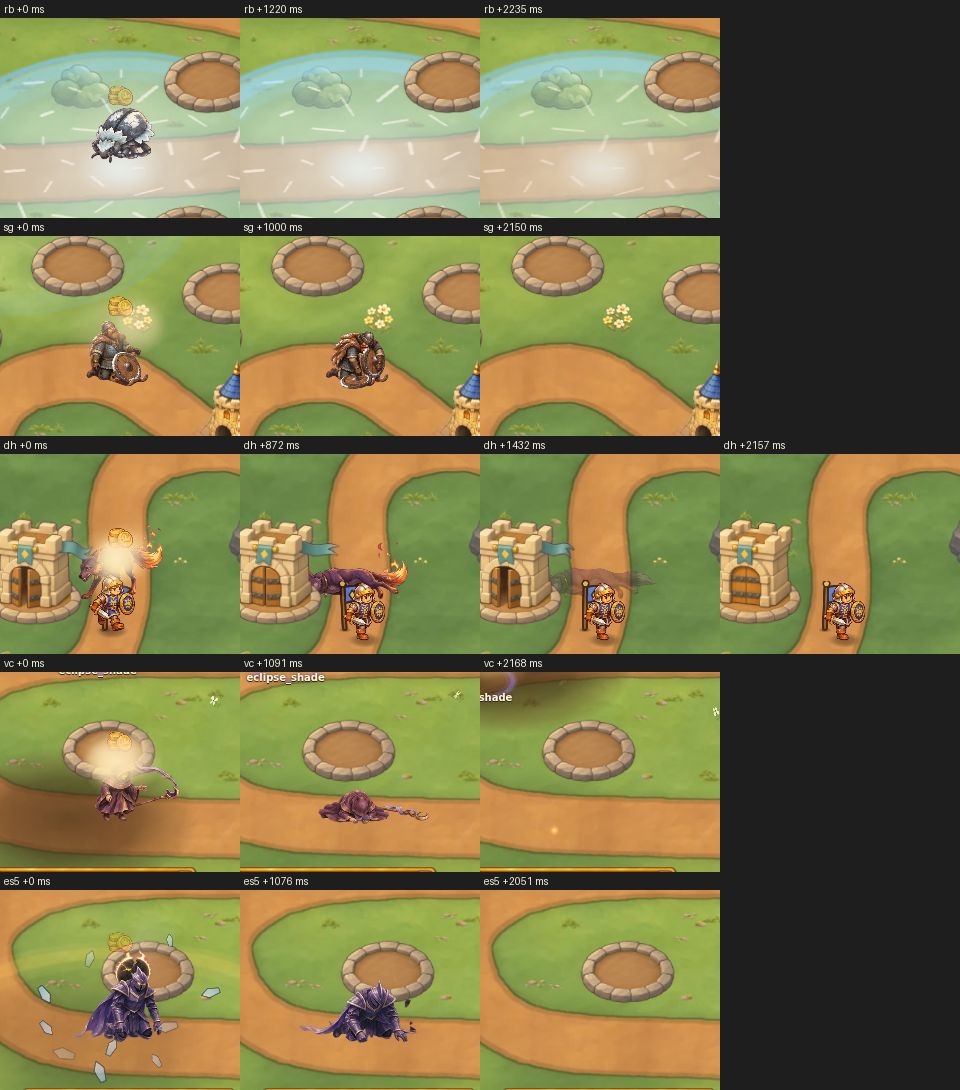 rb +0 ms
rb +1220 ms
rb +2235 ms
sg +0 ms
sg +1000 ms
sg +2150 ms
dh +0 ms
dh +872 ms
dh +1432 ms
dh +2157 ms
vc +0 ms
vc +1091 ms
vc +2168 ms
eclipse_shade
eclipse_shade
shade
es5 +0 ms
es5 +1076 ms
es5 +2051 ms